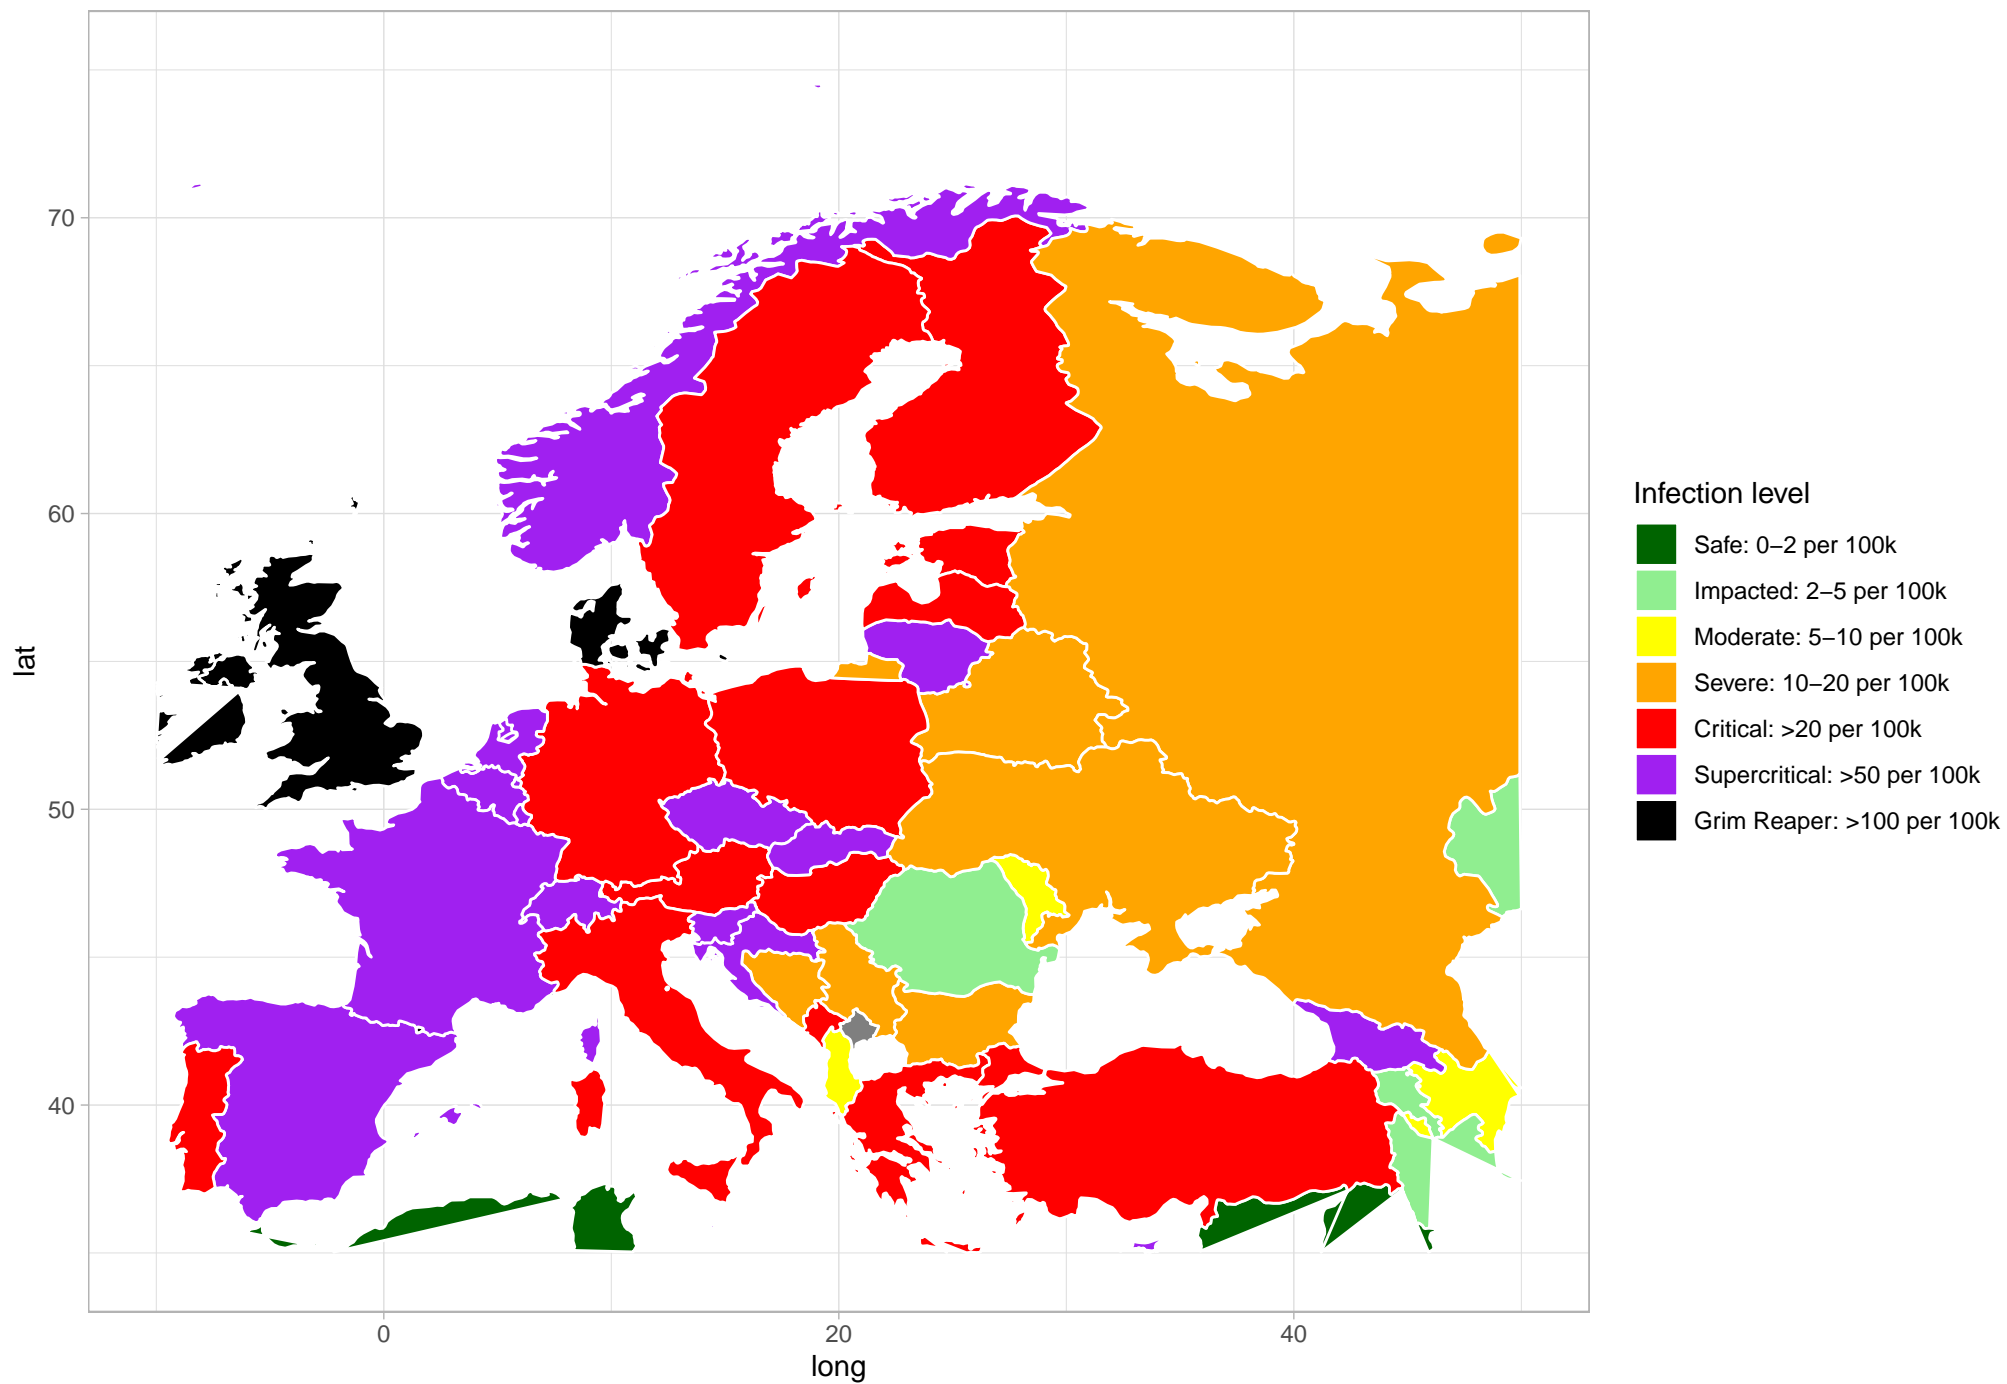 70
60
50
40
0
20
40
long
lat
Infection level
Safe: 0–2 per 100k
Impacted: 2–5 per 100k
Moderate: 5–10 per 100k
Severe: 10–20 per 100k
Critical: >20 per 100k
Supercritical: >50 per 100k
Grim Reaper: >100 per 100k